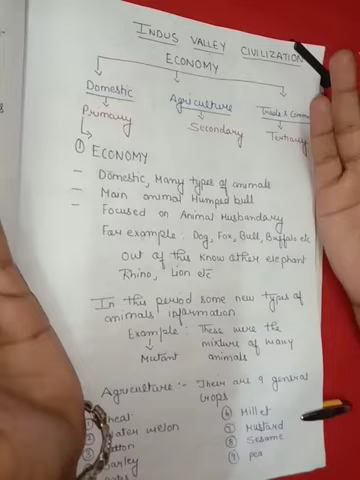 INDUS VALLEY CIVILIZATION
ECONOMY
Domestic Agriculture Trade &
Primary Secondary Tertiary
① ECONOMY
- Domestic, Many types of animals
- Main animal Humped bull
- Focused on Animal Husbandary
For example : Dog, Fox, Bull, Buffalo etc
Out of this know other elephant
Rhino, Lion etc
In this period some new types of
animals information
Example : These were the
Mutant mixture of many
animals
Agriculture :- There are 9 general
crops
⑥ Millet
water melon ⑦ Mustard
⑧ Sesame
Barley ⑨ pea